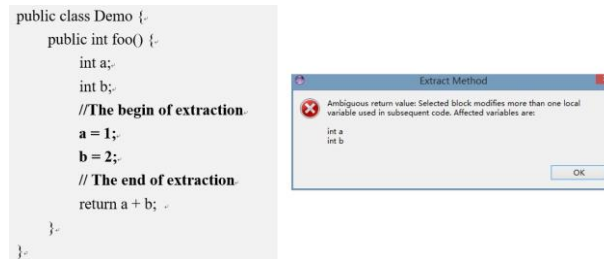 public class Demo {
public int foo() {
int a;
int b;
//The begin of extraction
a = 1;
b = 2;
// The end of extraction
return a + b;
}
}
Extract Method
Ambiguous return value: Selected block modifies more than one local
variable used in subsequent code. Affected variables are:
int a
int b
OK